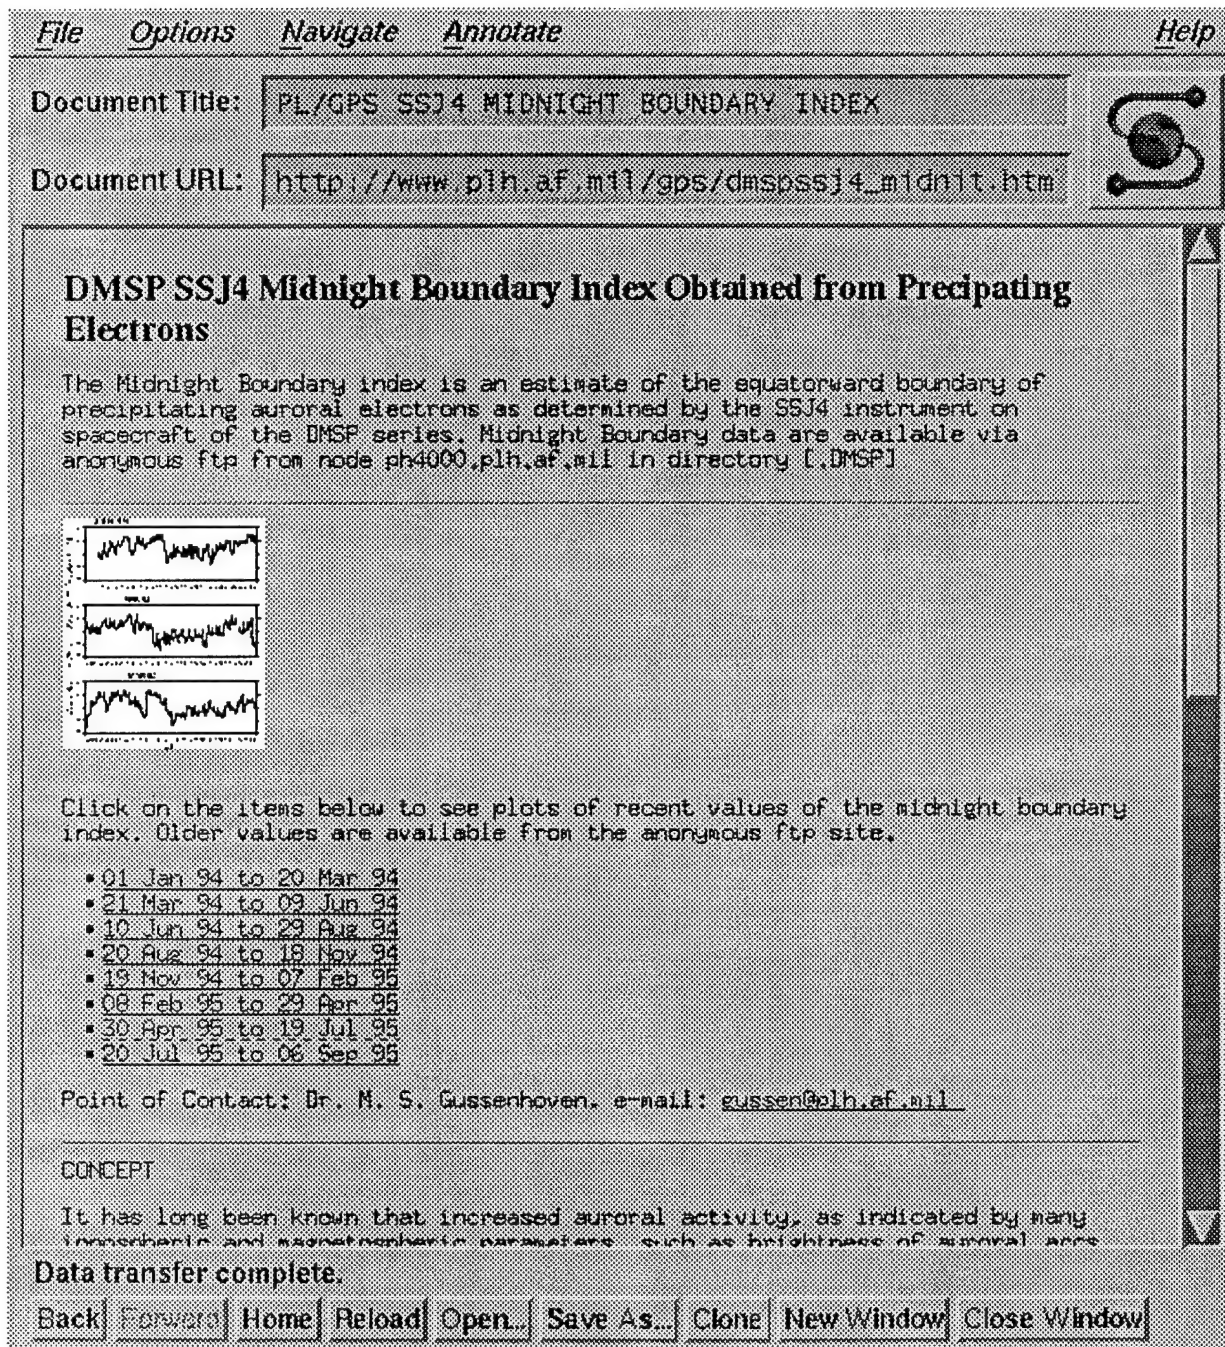 File Options Navigate Annotate Help
Document Title: PL/GPS SSJ4 MIDNIGHT BOUNDARY INDEX
Document URL: http://www.plh.af.mil/gps/dmspssj4_midnit.htm
DMSP SSJ4 Midnight Boundary Index Obtained from Precipating
Electrons
The Midnight Boundary index is an estimate of the equatorward boundary of
precipitating auroral electrons as determined by the SSJ4 instrument on
spacecraft of the DMSP series. Midnight Boundary data are available via
anonymous ftp from node ph4000.plh.af.mil in directory [.DMSP]
Click on the items below to see plots of recent values of the midnight boundary
index. Older values are available from the anonymous ftp site.
01 Jan 94 to 20 Mar 94
21 Mar 94 to 09 Jun 94
10 Jun 94 to 29 Aug 94
20 Aug 94 to 18 Nov 94
19 Nov 94 to 07 Feb 95
08 Feb 95 to 29 Apr 95
30 Apr 95 to 19 Jul 95
20 Jul 95 to 06 Sep 95
Point of Contact: Dr. M. S. Gussenhoven, e-mail: gussen@plh.af.mil
CONCEPT
It has long been known that increased auroral activity, as indicated by many
ionospheric and magnetospheric parameters, such as brightness of auroral arcs
Data transfer complete.
Back Forward Home Reload Open... Save As... Clone New Window Close Window